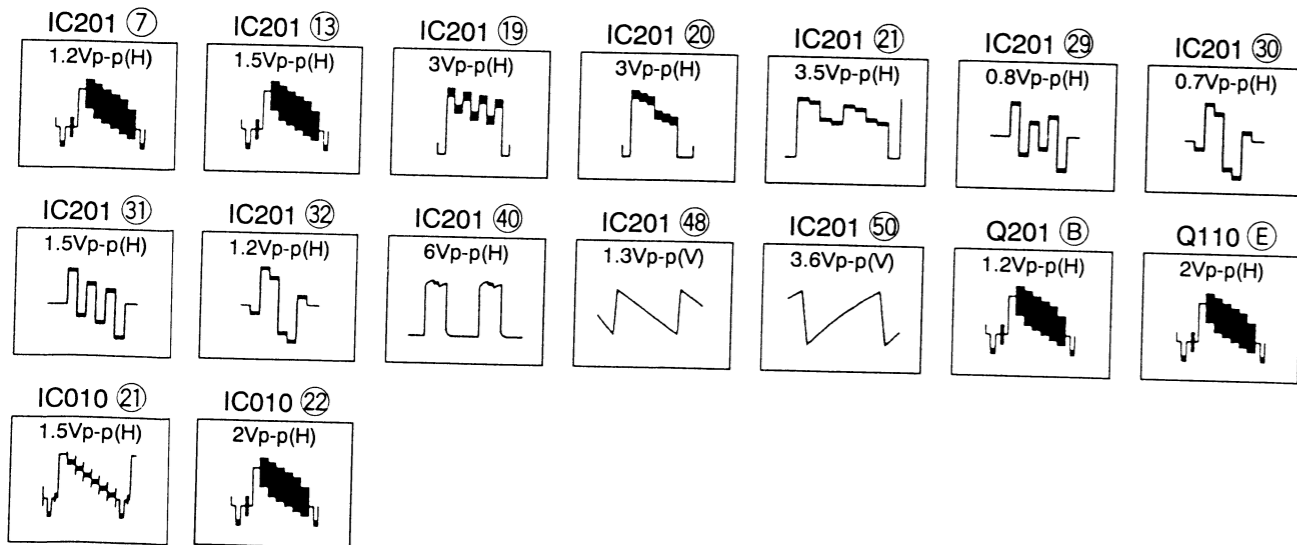 IC201 ⑦
1.2Vp-p(H)
IC201 ⑬
1.5Vp-p(H)
IC201 ⑲
3Vp-p(H)
IC201 ⑳
3Vp-p(H)
IC201 ㉑
3.5Vp-p(H)
IC201 ㉙
0.8Vp-p(H)
IC201 ㉚
0.7Vp-p(H)
IC201 ㉛
1.5Vp-p(H)
IC201 ㉜
1.2Vp-p(H)
IC201 ㊵
6Vp-p(H)
IC201 ㊽
1.3Vp-p(V)
IC201 ㊿
3.6Vp-p(V)
Q201 Ⓑ
1.2Vp-p(H)
Q110 Ⓔ
2Vp-p(H)
IC010 ㉑
1.5Vp-p(H)
IC010 ㉒
2Vp-p(H)